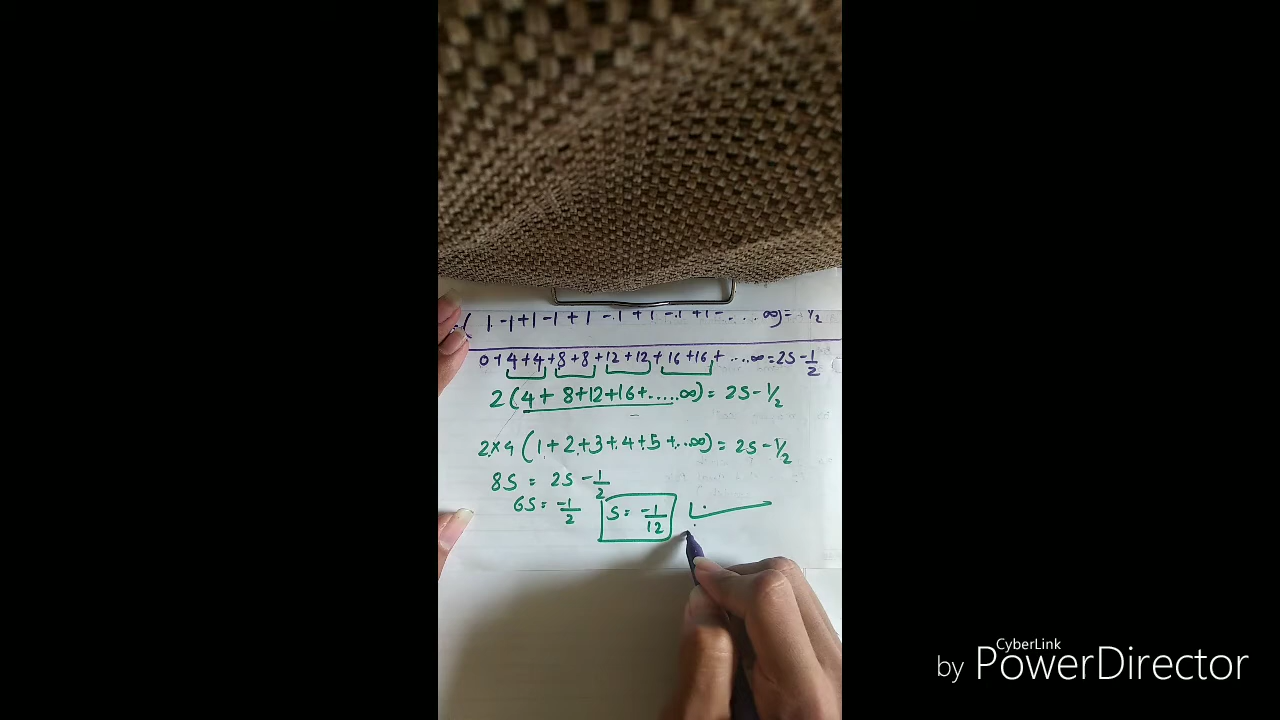 -( 1 -1+1-1+1 -1+1-1+1-....∞)= -1/2
0+4+4+8+8+12+12+16+16+....∞=2S-1/2
2(4+8+12+16+.....∞)= 2S-1/2
2x4(1+2+3+4+5+...∞)= 2S-1/2
8S = 2S-1/2
6S= -1/2 S= -1/12
CyberLink
by PowerDirector